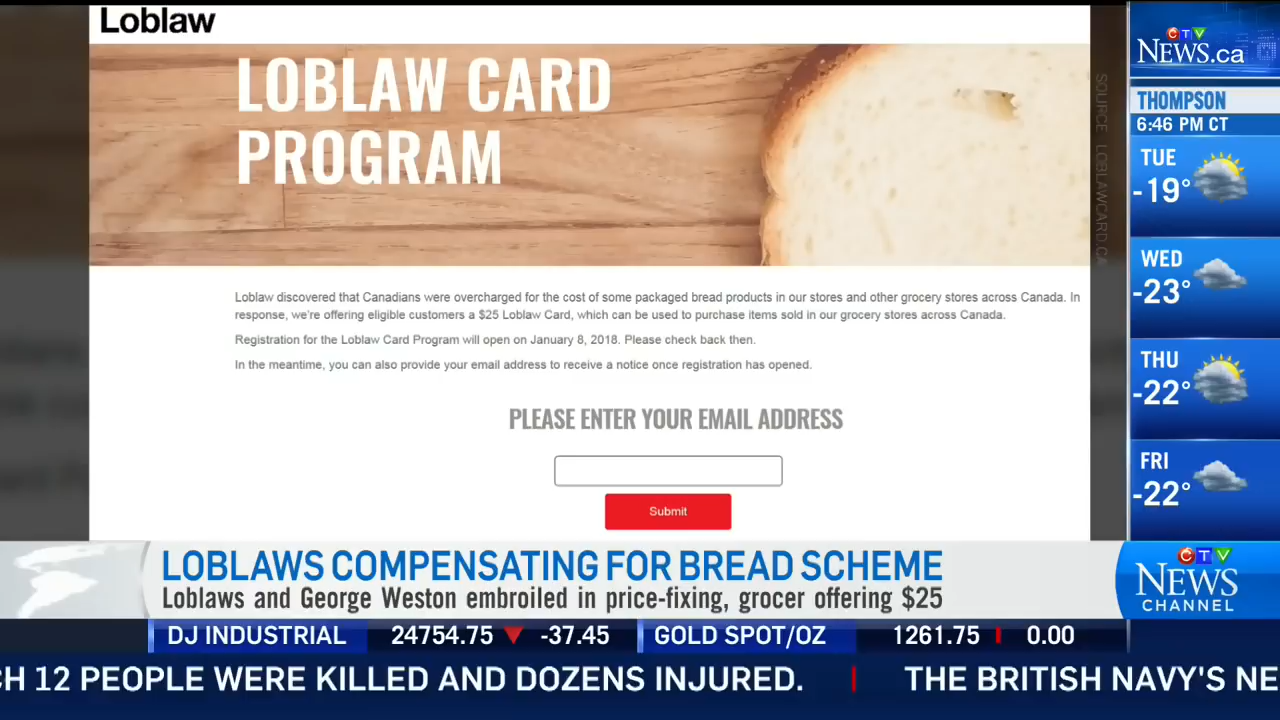 Loblaw
LOBLAW CARD
PROGRAM
Loblaw discovered that Canadians were overcharged for the cost of some packaged bread products in our stores and other grocery stores across Canada. In
response, we're offering eligible customers a $25 Loblaw Card, which can be used to purchase items sold in our grocery stores across Canada.
Registration for the Loblaw Card Program will open on January 8, 2018. Please check back then.
In the meantime, you can also provide your email address to receive a notice once registration has opened.
PLEASE ENTER YOUR EMAIL ADDRESS
Submit
SOURCE LOBLAWCARD.CA
CTV
NEWS.ca
THOMPSON
6:46 PM CT
TUE
-19°
WED
-23°
THU
-22°
FRI
-22°
LOBLAWS COMPENSATING FOR BREAD SCHEME
Loblaws and George Weston embroiled in price-fixing, grocer offering $25
CTV
NEWS
CHANNEL
DJ INDUSTRIAL 24754.75 -37.45 GOLD SPOT/OZ 1261.75 0.00
CH 12 PEOPLE WERE KILLED AND DOZENS INJURED. THE BRITISH NAVY'S NE